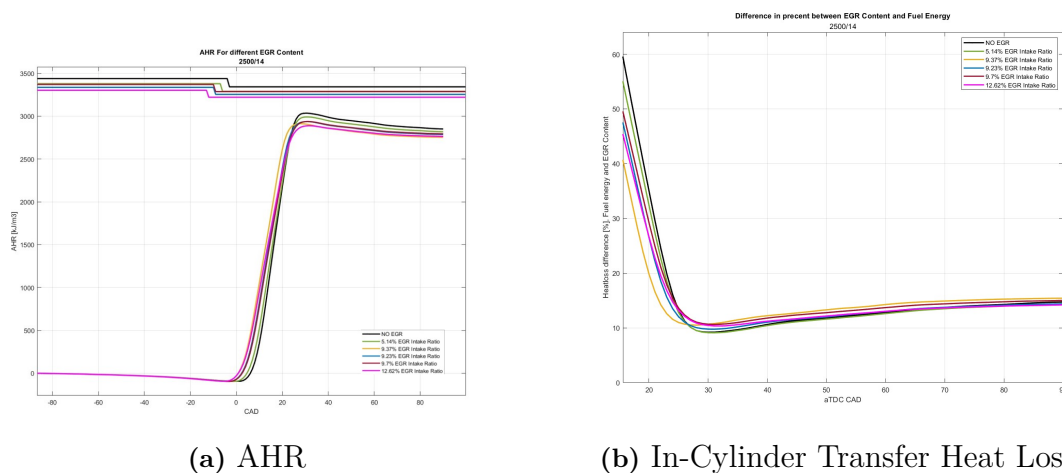 AHR For different EGR Content
2500/14
3500
3000
2500
2000
1500
1000
500
0
AHR [kJ/m3]
-80 -60 -40 -20 0 20 40 60 80
CAD
NO EGR
5.14% EGR Intake Ratio
9.37% EGR Intake Ratio
9.23% EGR Intake Ratio
9.7% EGR Intake Ratio
12.62% EGR Intake Ratio
(a) AHR
Difference in precent between EGR Content and Fuel Energy
2500/14
60
50
40
30
20
10
0
Heatloss difference [%], Fuel energy and EGR Content
20 30 40 50 60 70 80 9
aTDC CAD
NO EGR
5.14% EGR Intake Ratio
9.37% EGR Intake Ratio
9.23% EGR Intake Ratio
9.7% EGR Intake Ratio
12.62% EGR Intake Ratio
(b) In-Cylinder Transfer Heat Los